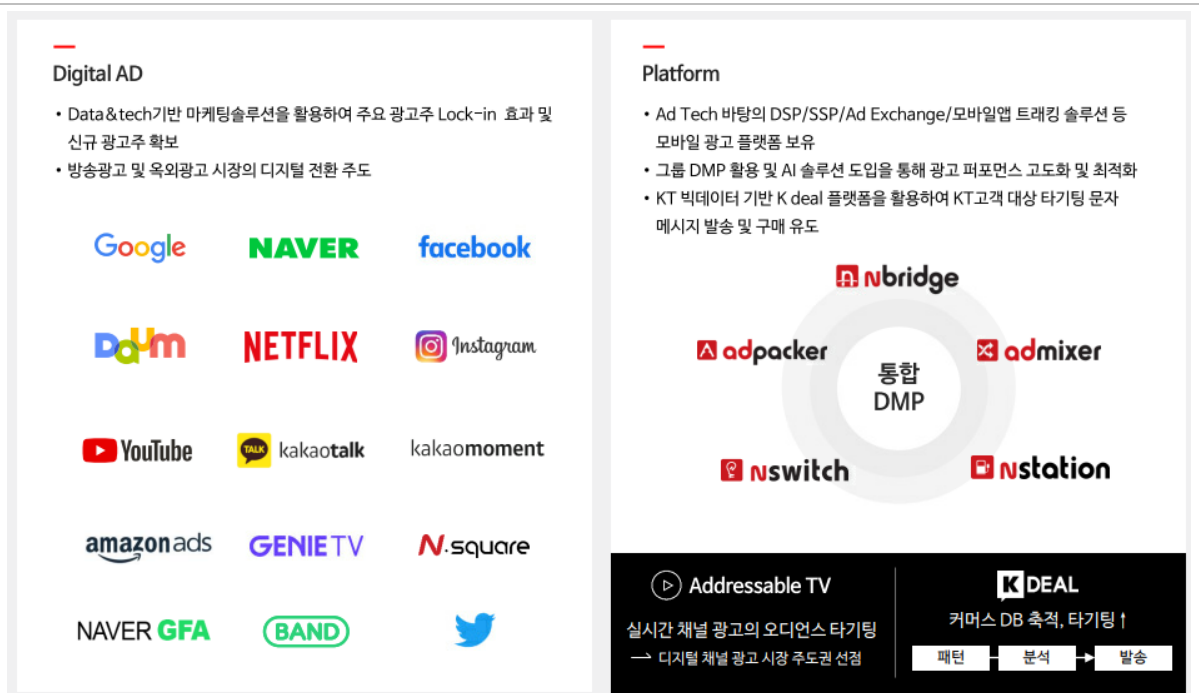 Digital AD
• Data&tech기반 마케팅솔루션을 활용하여 주요 광고주 Lock-in 효과 및
신규 광고주 확보
• 방송광고 및 옥외광고 시장의 디지털 전환 주도
Google NAVER facebook
Daum NETFLIX Instagram
YouTube TALK kakaotalk kakaomoment
amazon ads GENIE TV N.square
NAVER GFA BAND
Platform
• Ad Tech 바탕의 DSP/SSP/Ad Exchange/모바일앱 트래킹 솔루션 등
모바일 광고 플랫폼 보유
• 그룹 DMP 활용 및 AI 솔루션 도입을 통해 광고 퍼포먼스 고도화 및 최적화
• KT 빅데이터 기반 K deal 플랫폼을 활용하여 KT고객 대상 타기팅 문자
메시지 발송 및 구매 유도
Nbridge
adpacker admixer
통합
DMP
Nswitch Nstation
Addressable TV
실시간 채널 광고의 오디언스 타기팅
→ 디지털 채널 광고 시장 주도권 선점
K DEAL
커머스 DB 축적, 타기팅↑
패턴 분석 발송